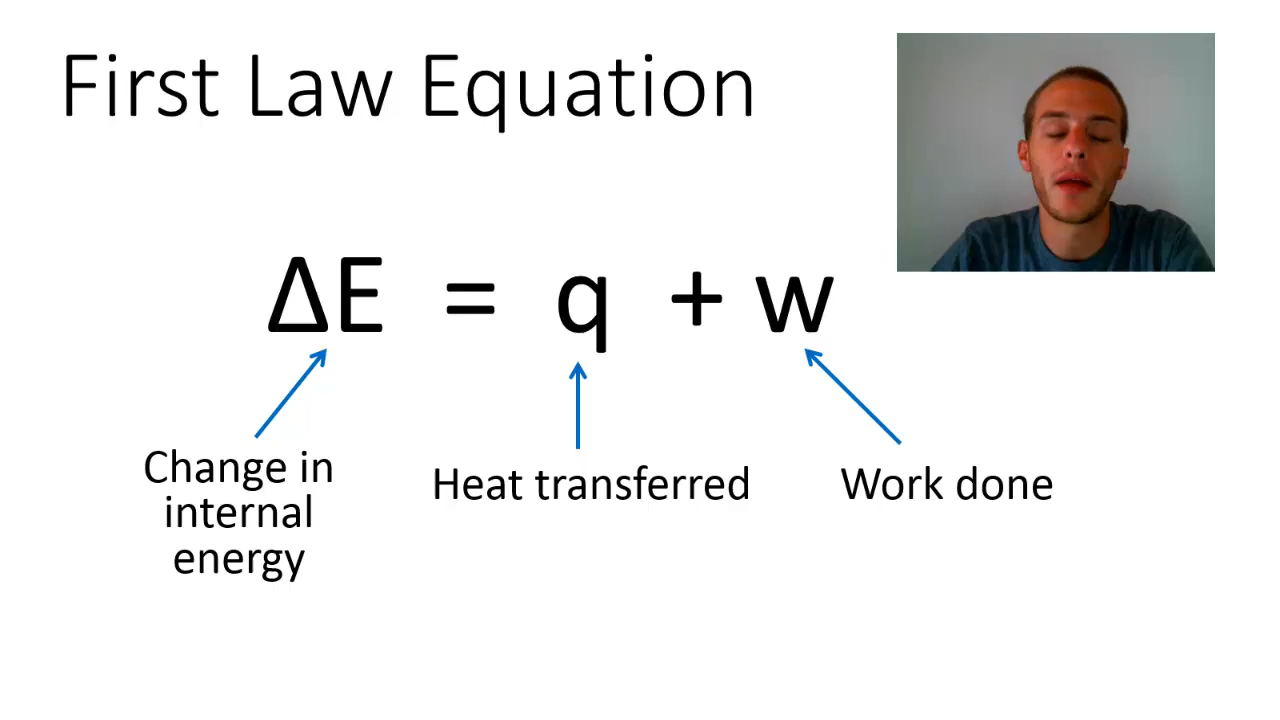 First Law Equation
ΔE = q + w
Change in
internal
energy
Heat transferred
Work done